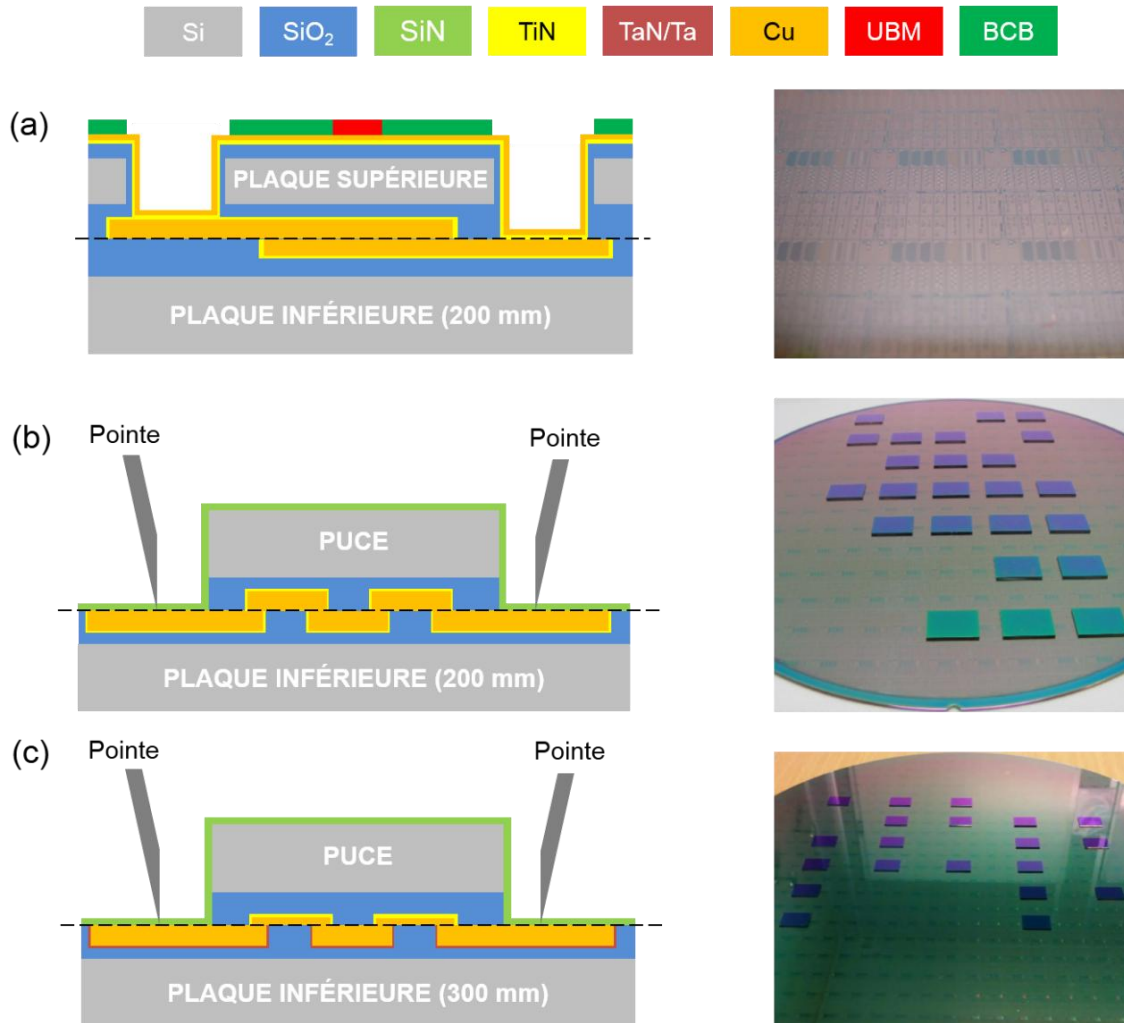 Si SiO₂ SiN TiN TaN/Ta Cu UBM BCB
(a)
PLAQUE SUPÉRIEURE
PLAQUE INFÉRIEURE (200 mm)
(b)
Pointe Pointe
PUCE
PLAQUE INFÉRIEURE (200 mm)
(c)
Pointe Pointe
PUCE
PLAQUE INFÉRIEURE (300 mm)